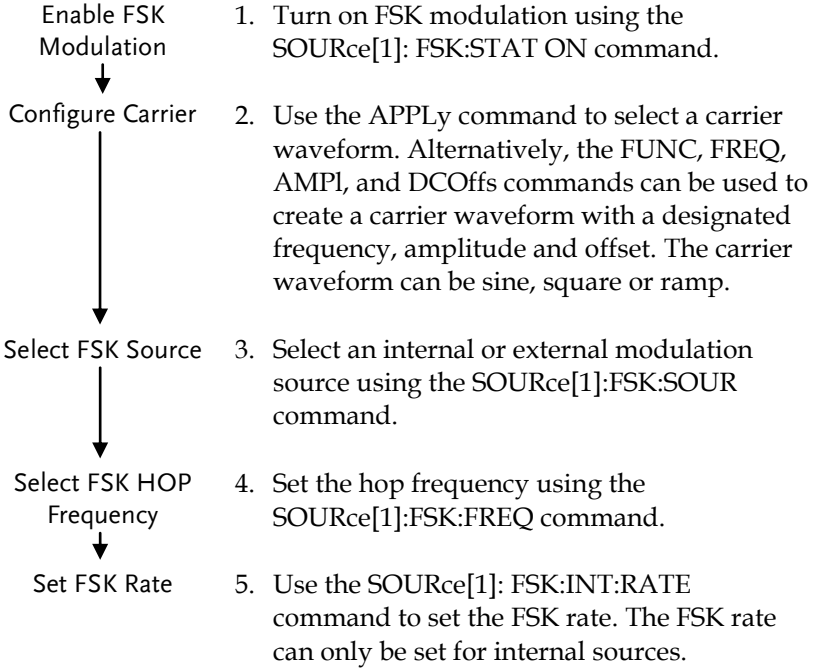 Enable FSK
Modulation
1. Turn on FSK modulation using the
SOURce[1]: FSK:STAT ON command.
Configure Carrier
2. Use the APPLy command to select a carrier
waveform. Alternatively, the FUNC, FREQ,
AMPl, and DCOffs commands can be used to
create a carrier waveform with a designated
frequency, amplitude and offset. The carrier
waveform can be sine, square or ramp.
Select FSK Source
3. Select an internal or external modulation
source using the SOURce[1]:FSK:SOUR
command.
Select FSK HOP
Frequency
4. Set the hop frequency using the
SOURce[1]:FSK:FREQ command.
Set FSK Rate
5. Use the SOURce[1]: FSK:INT:RATE
command to set the FSK rate. The FSK rate
can only be set for internal sources.